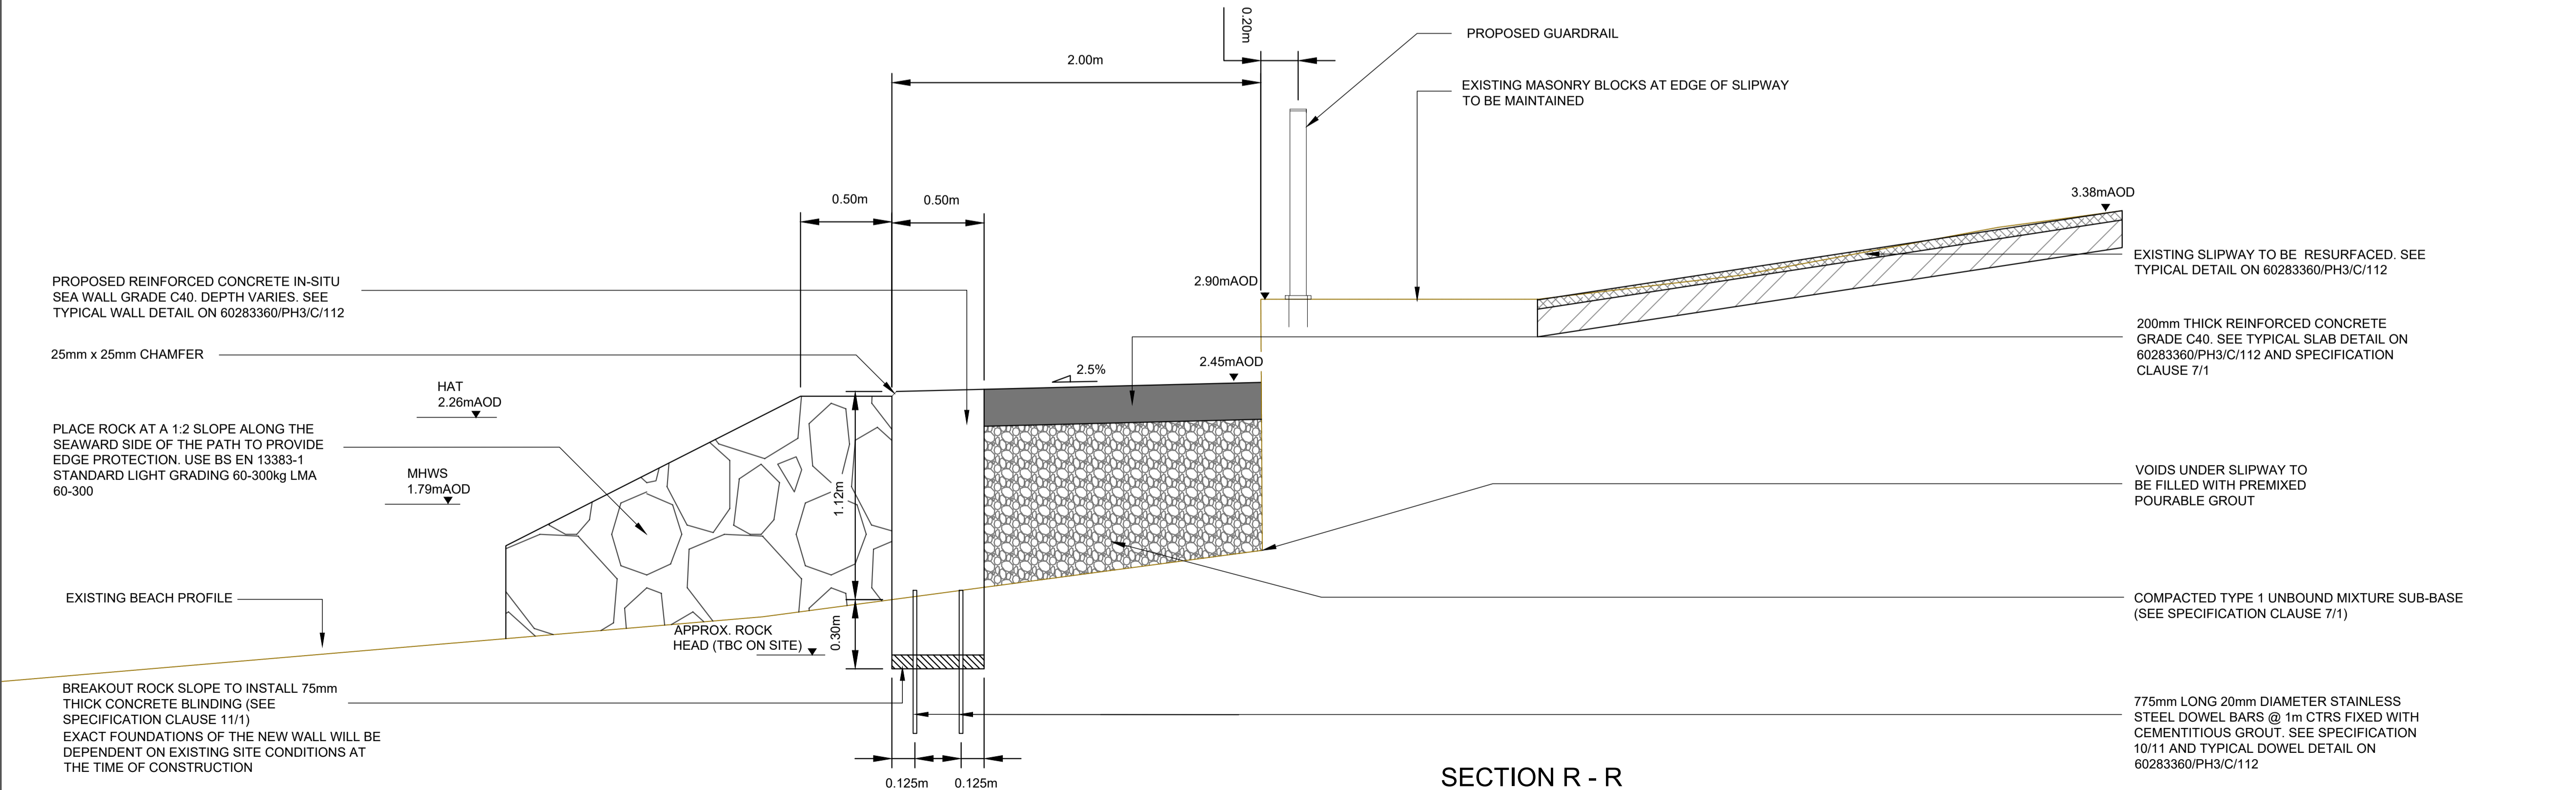 0.20m
PROPOSED GUARDRAIL
2.00m
EXISTING MASONRY BLOCKS AT EDGE OF SLIPWAY
TO BE MAINTAINED
0.50m
0.50m
3.38mAOD
PROPOSED REINFORCED CONCRETE IN-SITU
SEA WALL GRADE C40. DEPTH VARIES. SEE
TYPICAL WALL DETAIL ON 60283360/PH3/C/112
2.90mAOD
EXISTING SLIPWAY TO BE RESURFACED. SEE
TYPICAL DETAIL ON 60283360/PH3/C/112
25mm x 25mm CHAMFER
2.5%
2.45mAOD
200mm THICK REINFORCED CONCRETE
GRADE C40. SEE TYPICAL SLAB DETAIL ON
60283360/PH3/C/112 AND SPECIFICATION
CLAUSE 7/1
HAT
2.26mAOD
PLACE ROCK AT A 1:2 SLOPE ALONG THE
SEAWARD SIDE OF THE PATH TO PROVIDE
EDGE PROTECTION. USE BS EN 13383-1
STANDARD LIGHT GRADING 60-300kg LMA
60-300
MHWS
1.79mAOD
1.12m
VOIDS UNDER SLIPWAY TO
BE FILLED WITH PREMIXED
POURABLE GROUT
EXISTING BEACH PROFILE
COMPACTED TYPE 1 UNBOUND MIXTURE SUB-BASE
(SEE SPECIFICATION CLAUSE 7/1)
APPROX. ROCK
HEAD (TBC ON SITE)
0.30m
BREAKOUT ROCK SLOPE TO INSTALL 75mm
THICK CONCRETE BLINDING (SEE
SPECIFICATION CLAUSE 11/1)
EXACT FOUNDATIONS OF THE NEW WALL WILL BE
DEPENDENT ON EXISTING SITE CONDITIONS AT
THE TIME OF CONSTRUCTION
775mm LONG 20mm DIAMETER STAINLESS
STEEL DOWEL BARS @ 1m CTRS FIXED WITH
CEMENTITIOUS GROUT. SEE SPECIFICATION
10/11 AND TYPICAL DOWEL DETAIL ON
60283360/PH3/C/112
0.125m
0.125m
SECTION R - R